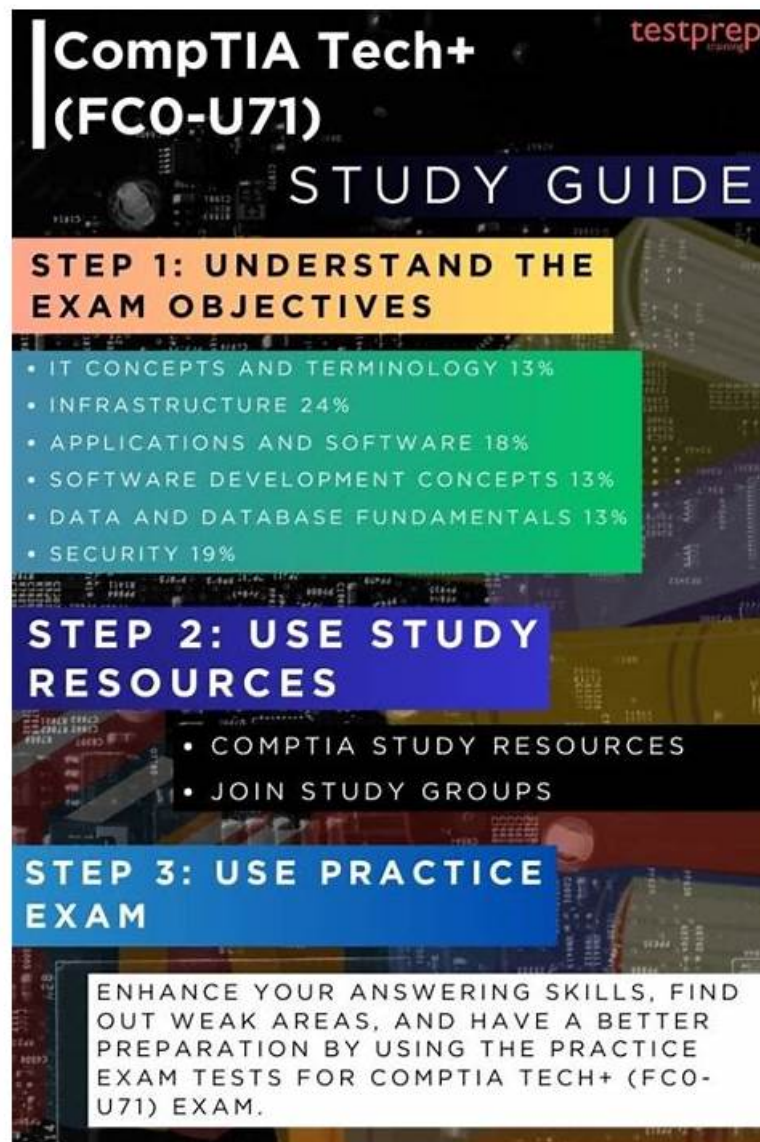 CompTIA Tech+
(FC0-U71)
testprep
training
STUDY GUIDE
STEP 1: UNDERSTAND THE
EXAM OBJECTIVES
• IT CONCEPTS AND TERMINOLOGY 13%
• INFRASTRUCTURE 24%
• APPLICATIONS AND SOFTWARE 18%
• SOFTWARE DEVELOPMENT CONCEPTS 13%
• DATA AND DATABASE FUNDAMENTALS 13%
• SECURITY 19%
STEP 2: USE STUDY
RESOURCES
• COMPTIA STUDY RESOURCES
• JOIN STUDY GROUPS
STEP 3: USE PRACTICE
EXAM
ENHANCE YOUR ANSWERING SKILLS, FIND
OUT WEAK AREAS, AND HAVE A BETTER
PREPARATION BY USING THE PRACTICE
EXAM TESTS FOR COMPTIA TECH+ (FC0-
U71) EXAM.